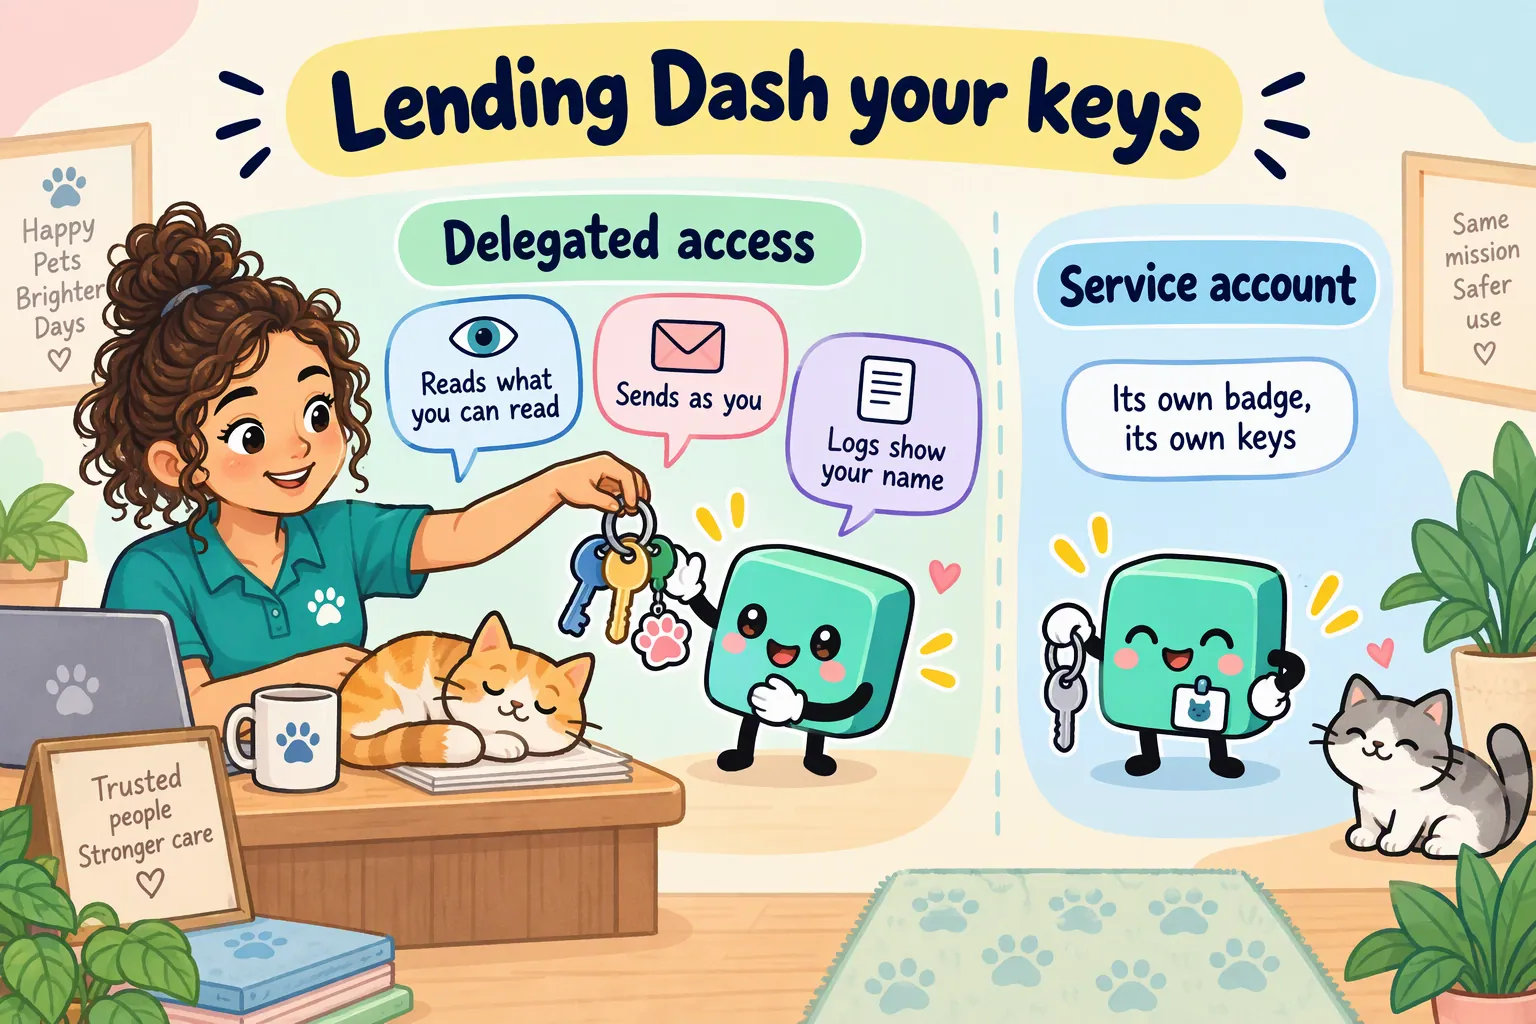 Lending Dash your keys
Happy
Pets
Brighter
Days
Delegated access
Reads what
you can read
Sends as you
Logs show
your name
Service account
Its own badge,
its own keys
Same
mission
Safer
use
Trusted
people
Stronger care